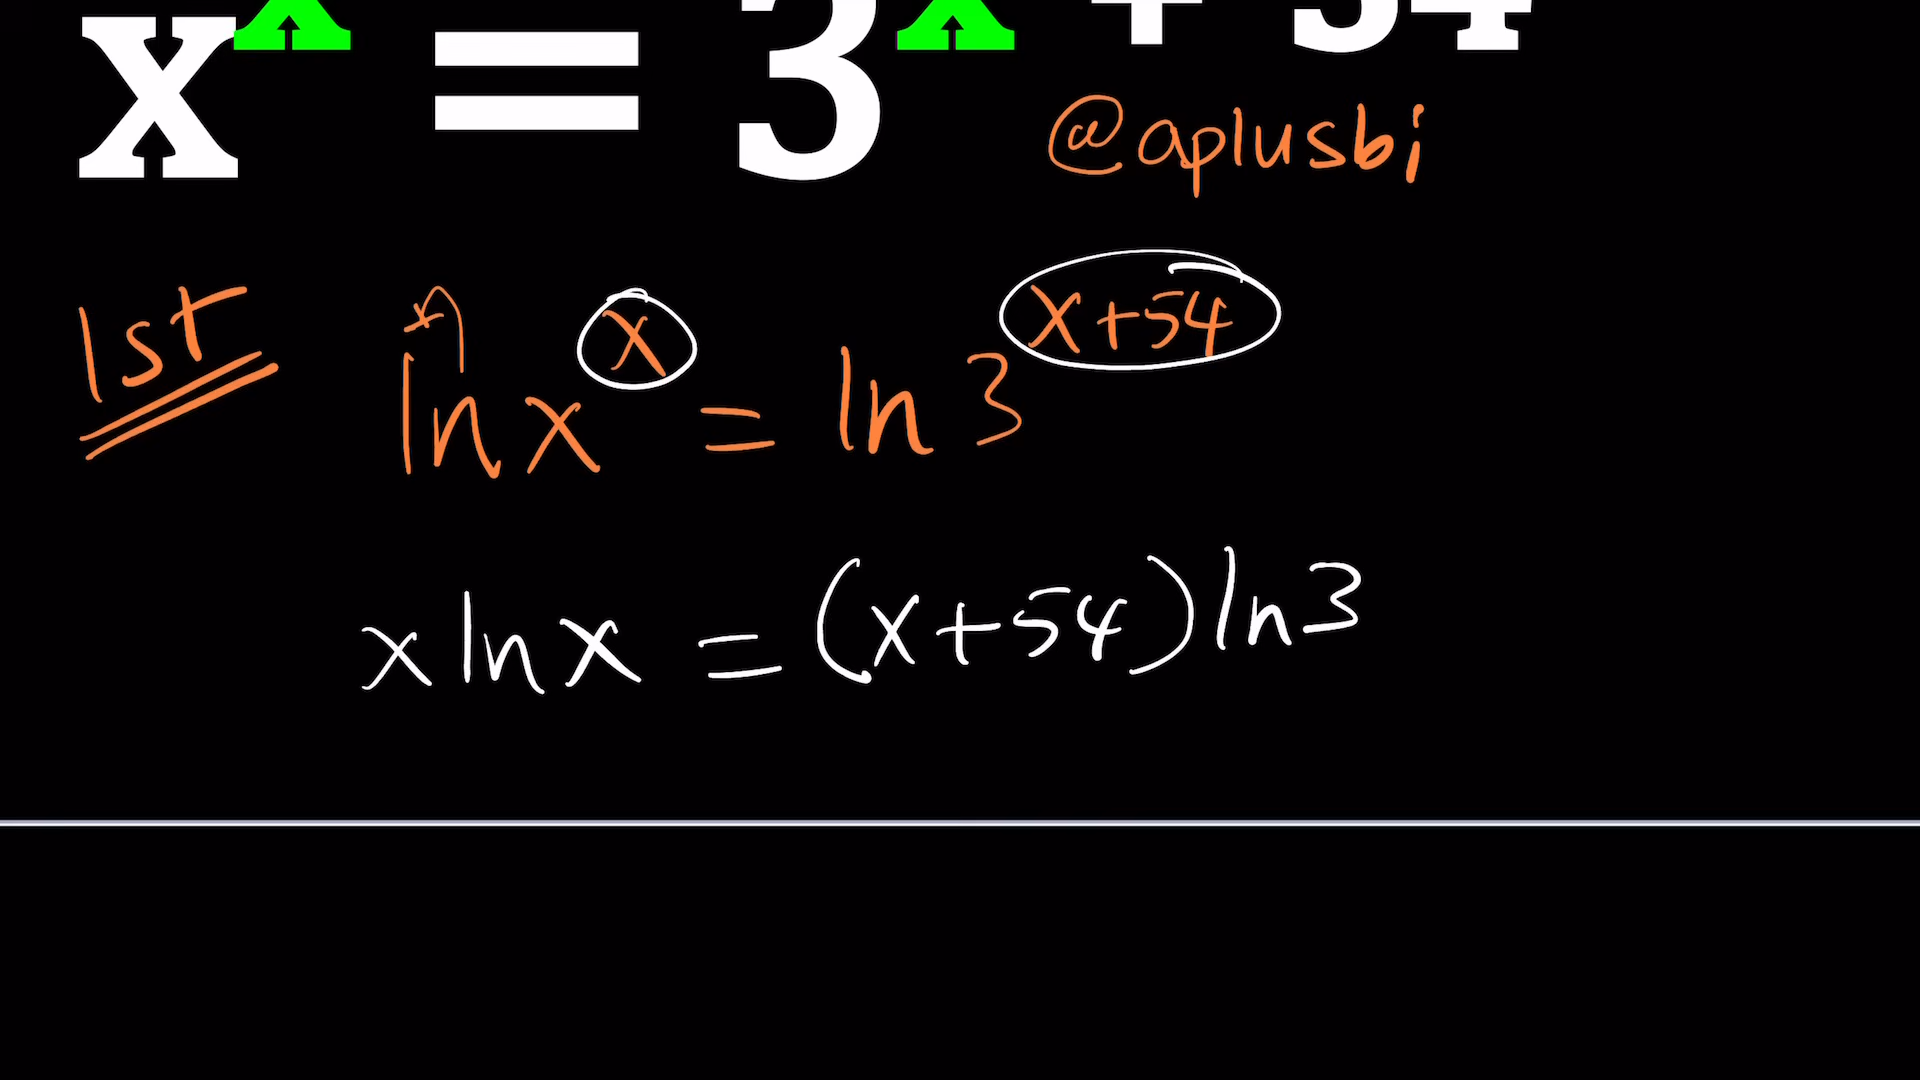 x^x = 3^x + 54
@aplusbi
1st
ln x^x = ln 3^x+54
x ln x = (x+54) ln 3